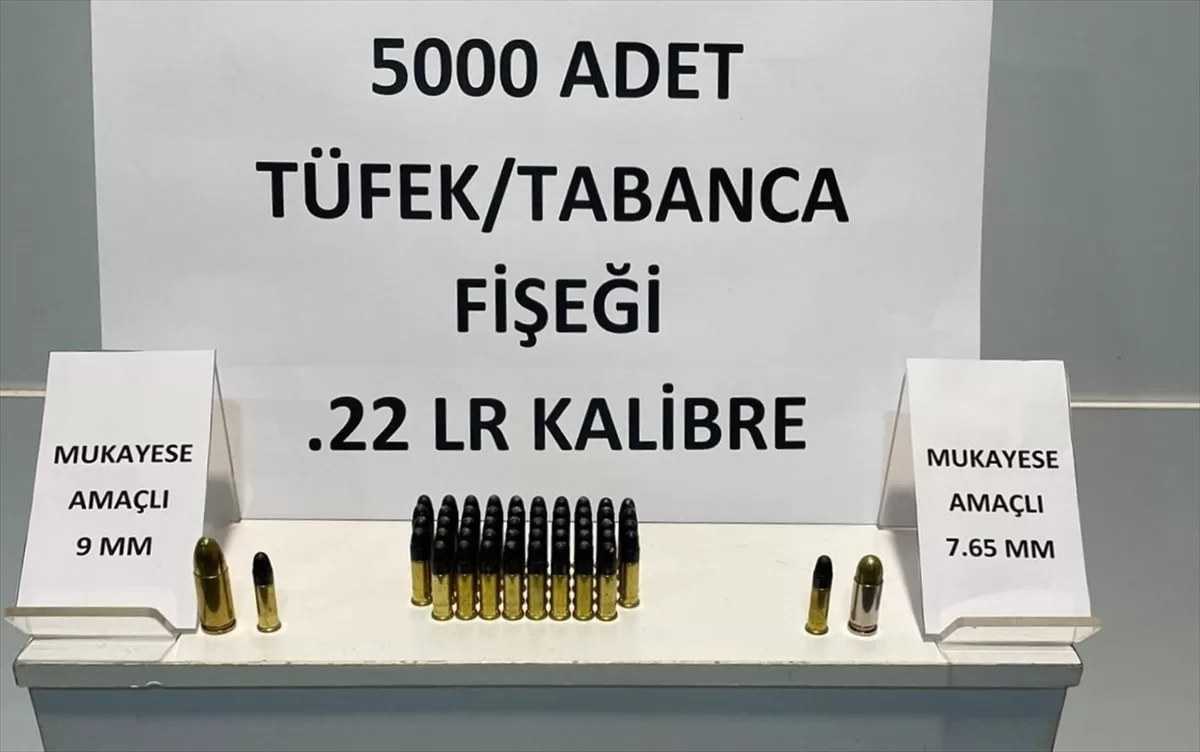 5000 ADET
TÜFEK/TABANCA
FİŞEĞİ
.22 LR KALİBRE
MUKAYESE
AMAÇLI
9 MM
MUKAYESE
AMAÇLI
7.65 MM